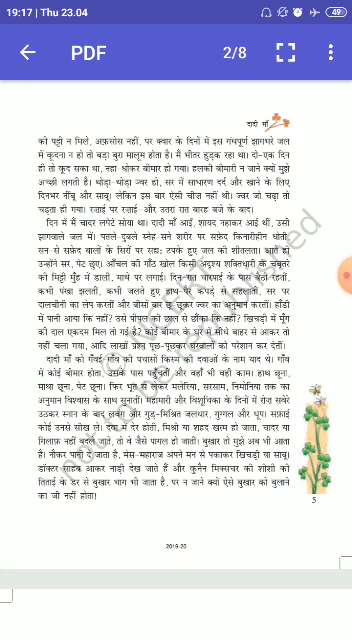 19:17 | Thu 23.04
49
PDF
2/8
दादी माँ
की पट्टी न मिले, अफ़सोस नहीं, पर क्वार के दिनों में इस गंधपूर्ण झागभरे जल
में कूदना न हो तो बड़ा बुरा मालूम होता है। मैं भीतर हुड़क रहा था। दो-एक दिन
ही तो कूद सका था, नहा-धोकर बीमार हो गया। हलकी बीमारी न जाने क्यों मुझे
अच्छी लगती है। थोड़ा-थोड़ा ज्वर हो, सर में साधारण दर्द और खाने के लिए
दिनभर नींबू और साबू। लेकिन इस बार ऐसी चीज़ नहीं थी। ज्वर जो चढ़ा तो
चढ़ता ही गया। रज़ाई पर रज़ाई-और उतरा रात बारह बजे के बाद।
दिन में मैं चादर लपेटे सोया था। दादी माँ आईं, शायद नहाकर आई थीं, उसी
झागवाले जल में। पतले-दुबले स्नेह-सने शरीर पर सफ़ेद किनारीहीन धोती,
सन-से सफ़ेद बालों के सिरों पर सद्यः टपके हुए जल की शीतलता। आते ही
उन्होंने सर, पेट छुए। आँचल की गाँठ खोल किसी अदृश्य शक्तिधारी के चबूतरे
की मिट्टी मुँह में डाली, माथे पर लगाई। दिन-रात चारपाई के पास बैठी रहतीं,
कभी पंखा झलतीं, कभी जलते हुए हाथ-पैर कपड़े से सहलातीं, सर पर
दालचीनी का लेप करतीं और बीसों बार छू-छूकर ज्वर का अनुमान करतीं। हाँडी
में पानी आया कि नहीं? उसे पीपल की छाल से छौंका कि नहीं? खिचड़ी में मूँग
की दाल एकदम मिल तो गई है? कोई बीमार के घर में सीधे बाहर से आकर तो
नहीं चला गया, आदि लाखों प्रश्न पूछ-पूछकर घरवालों को परेशान कर देतीं।
दादी माँ को गँवई-गाँव की पचासों किस्म की दवाओं के नाम याद थे। गाँव
में कोई बीमार होता, उसके पास पहुँचतीं और वहाँ भी वही काम। हाथ छूना,
माथा छूना, पेट छूना। फिर भूत से लेकर मलेरिया, सरसाम, निमोनिया तक का
अनुमान विश्वास के साथ सुनातीं। महामारी और विशूचिका के दिनों में रोज़ सवेरे
उठकर स्नान के बाद लवंग और गुड़-मिश्रित जलधार, गुग्गल और धूप। सफ़ाई
कोई उनसे सीख ले। दवा में देर होती, मिश्री या शहद खत्म हो जाता, चादर या
गिलाफ़ नहीं बदले जाते, तो वे जैसे पागल हो जातीं। बुखार तो मुझे अब भी आता
है। नौकर पानी दे जाता है, मेस-महाराज अपने मन से पकाकर खिचड़ी या साबू।
डॉक्टर साहब आकर नाड़ी देख जाते हैं और कुनैन मिक्सचर की शीशी की
तिताई के डर से बुखार भाग भी जाता है, पर न जाने क्यों ऐसे बुखार को बुलाने
का जी नहीं होता!
5
2019-20